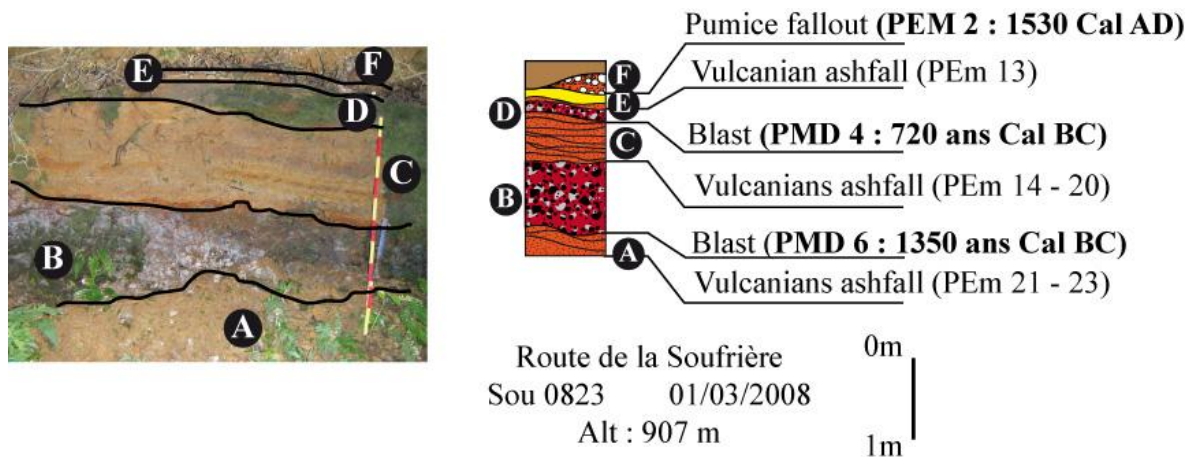 Pumice fallout (PEM 2 : 1530 Cal AD)
E
F
D
C
B
A
F
E
D
C
B
A
Vulcanian ashfall (PEm 13)
Blast (PMD 4 : 720 ans Cal BC)
Vulcanians ashfall (PEm 14 - 20)
Blast (PMD 6 : 1350 ans Cal BC)
Vulcanians ashfall (PEm 21 - 23)
Route de la Soufrière
Sou 0823 01/03/2008
Alt : 907 m
0m
1m